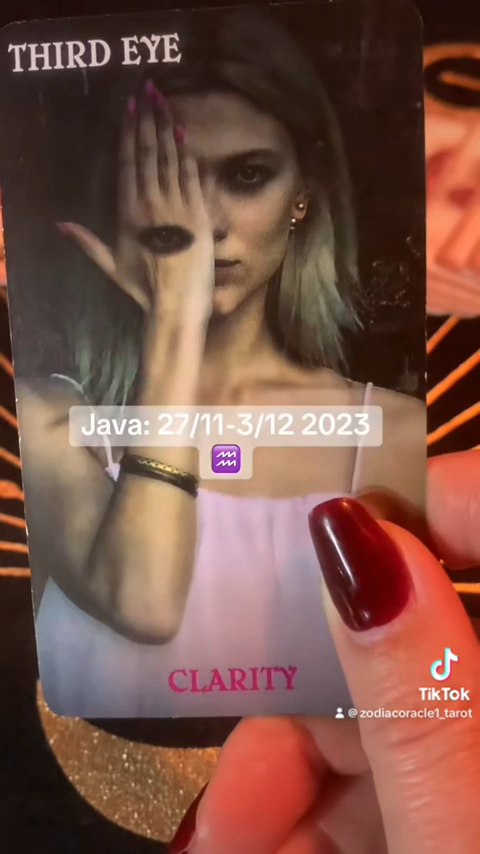 THIRD EYE
Java: 27/11-3/12 2023
♒
CLARITY
TikTok
@zodiacoracle1_tarot